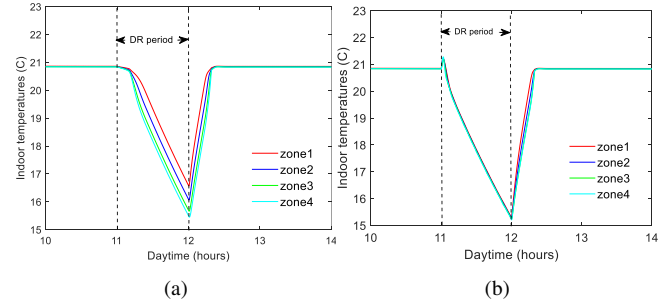 23
22
21
20
19
18
17
16
15
Indoor temperatures (C)
DR period
zone1
zone2
zone3
zone4
10 11 12 13 14
Daytime (hours)
(a)
23
22
21
20
19
18
17
16
15
Indoor temperatures (C)
DR period
zone1
zone2
zone3
zone4
10 11 12 13 14
Daytime (hours)
(b)